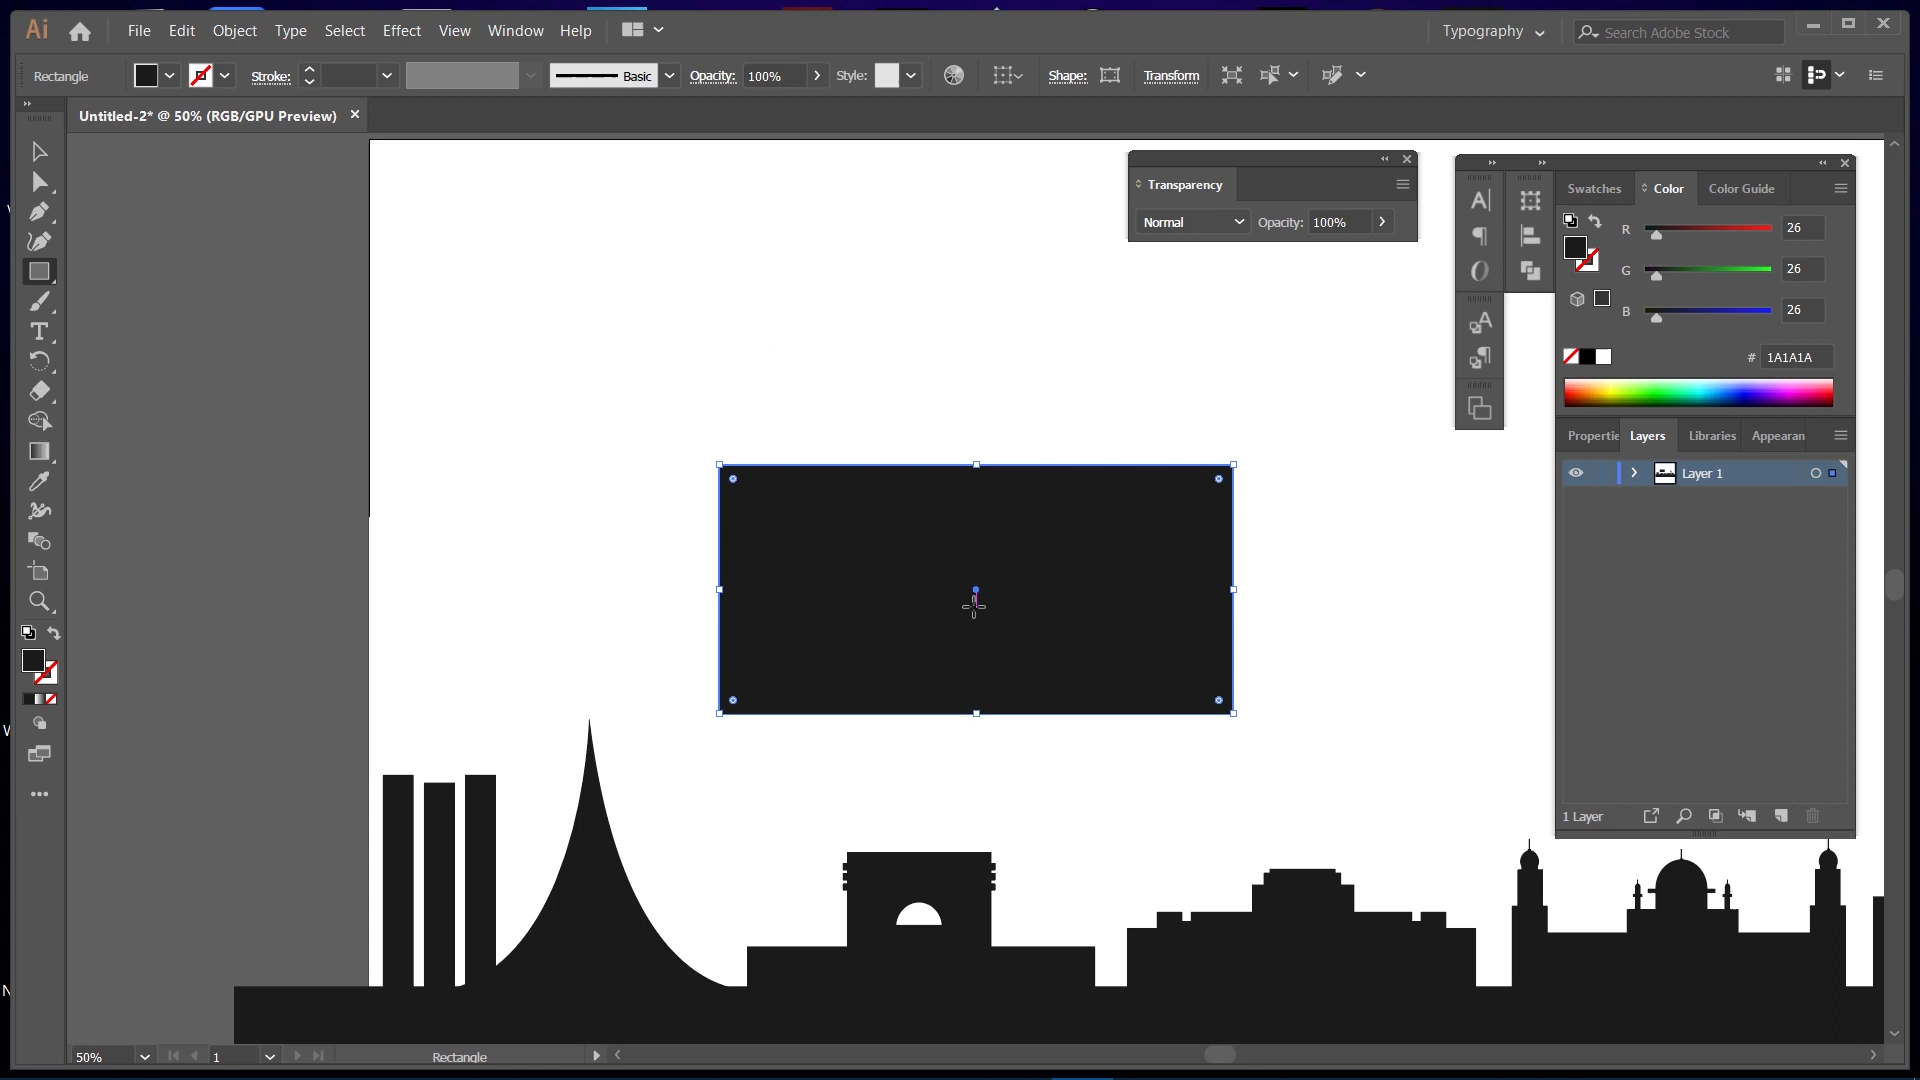 Ai File Edit Object Type Select Effect View Window Help Typography Search Adobe Stock
Rectangle Stroke: Basic Opacity: 100% Style: Shape: Transform
Untitled-2* @ 50% (RGB/GPU Preview)
Transparency
Normal Opacity: 100%
Swatches Color Color Guide
R 26
G 26
B 26
# 1A1A1A
Properties Layers Libraries Appearan
Layer 1
1 Layer
50% 1 Rectangle